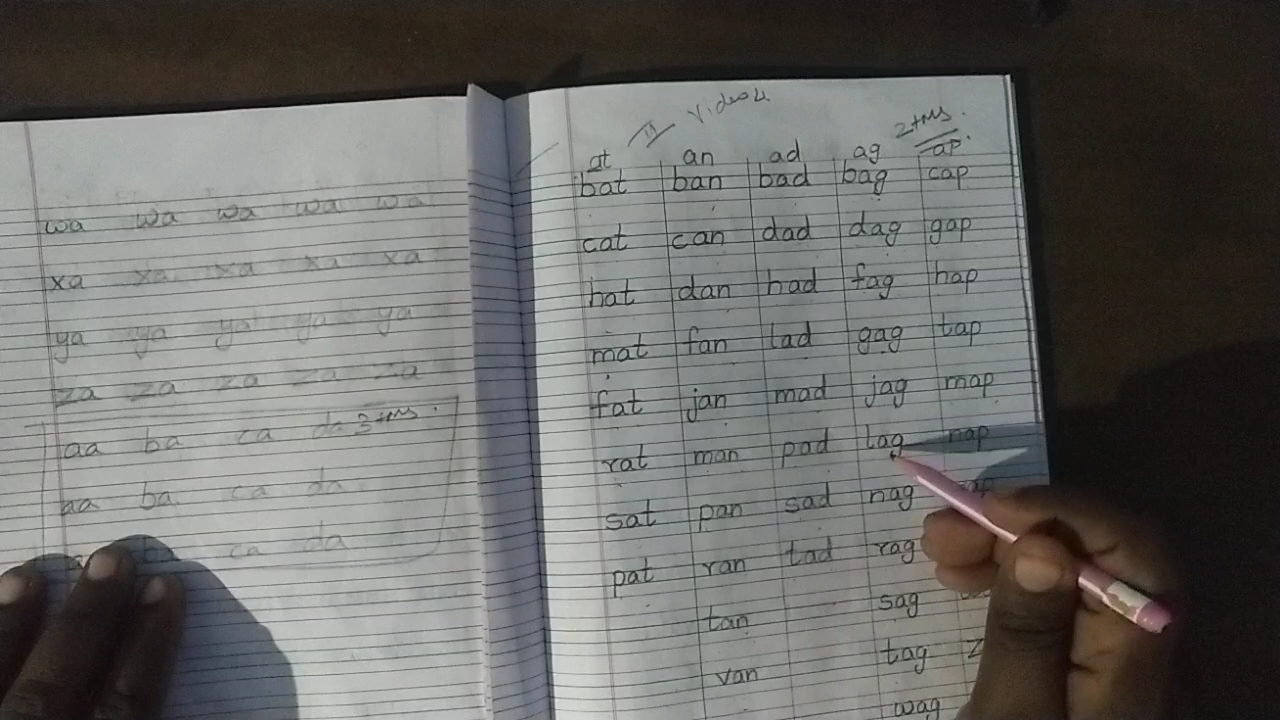 wa wa wa wa wa
xa xa xa xa xa
ya ya ya ya ya
za za za za za
aa ba ca da 3 tms.
aa ba ca da
ca da
II Video 4
2 tms.
at an ad ag ap.
bat ban bad bag cap
cat can dad dag gap
hat dan had fag hap
mat fan lad gag tap
fat jan mad jag map
rat man pad lag nap
sat pan sad nag
pat ran tad rag
tan sag
van tag
wag